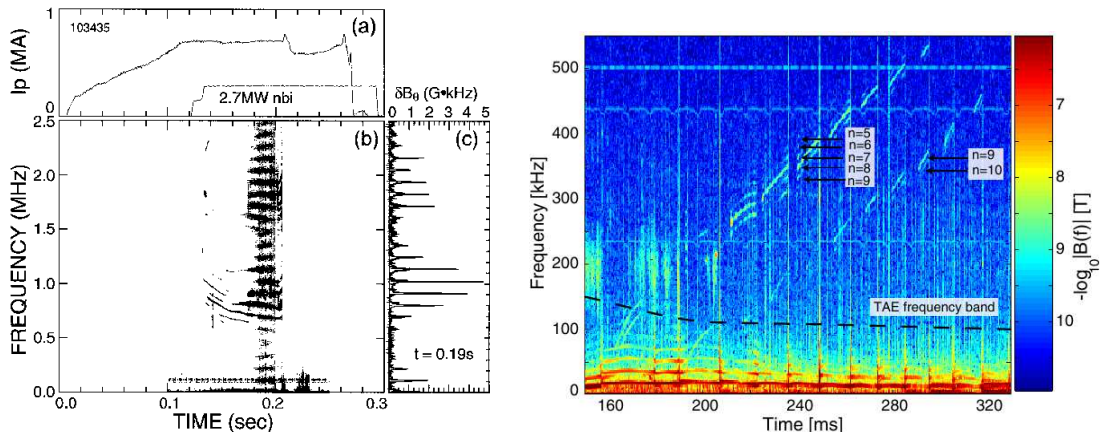 1
103435
(a)
Ip (MA)
2.7MW nbi
0
δBθ (G•kHz)
0 1 2 3 4 5
2.5
(b)
(c)
2.0
1.5
FREQUENCY (MHz)
1.0
0.5
t = 0.19s
0.0
0.0 0.1 0.2 0.3
TIME (sec)
500
400
300
200
100
0
Frequency [kHz]
n=5
n=6
n=7
n=8
n=9
n=9
n=10
TAE frequency band
160 200 240 280 320
Time [ms]
7
8
9
10
-log10|B(f)| [T]